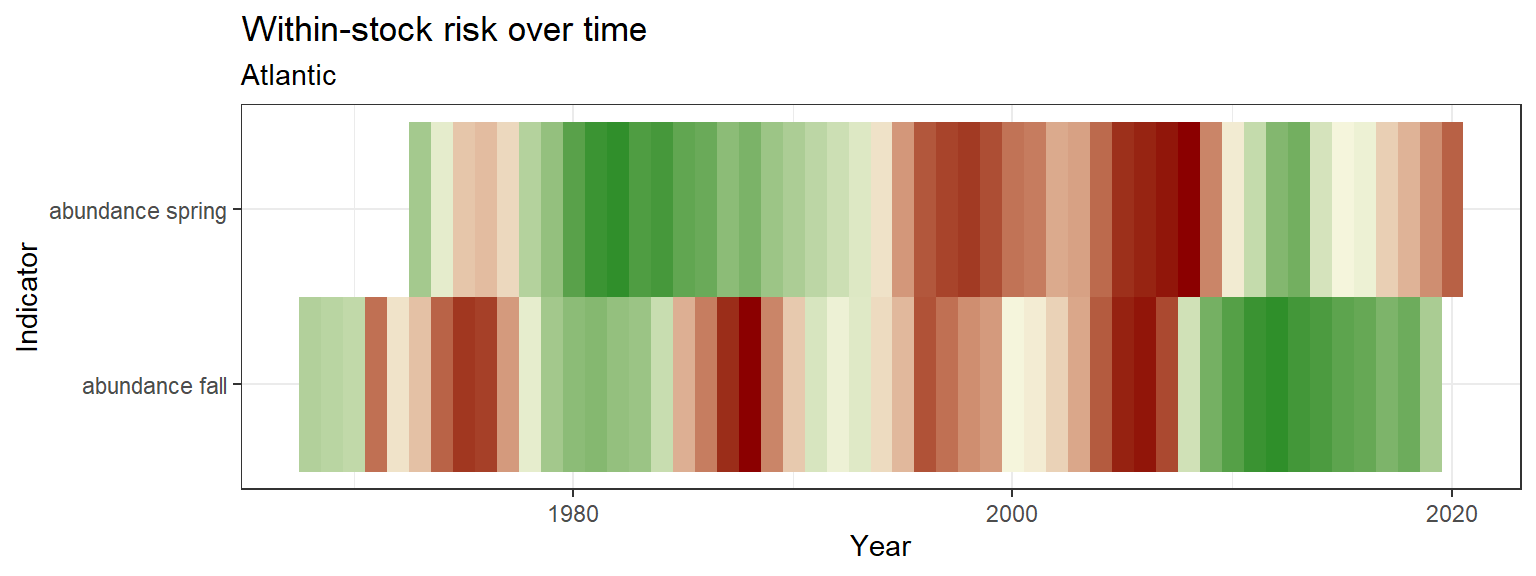 Within-stock risk over time
Atlantic
Indicator
abundance spring
abundance fall
1980 2000 2020
Year